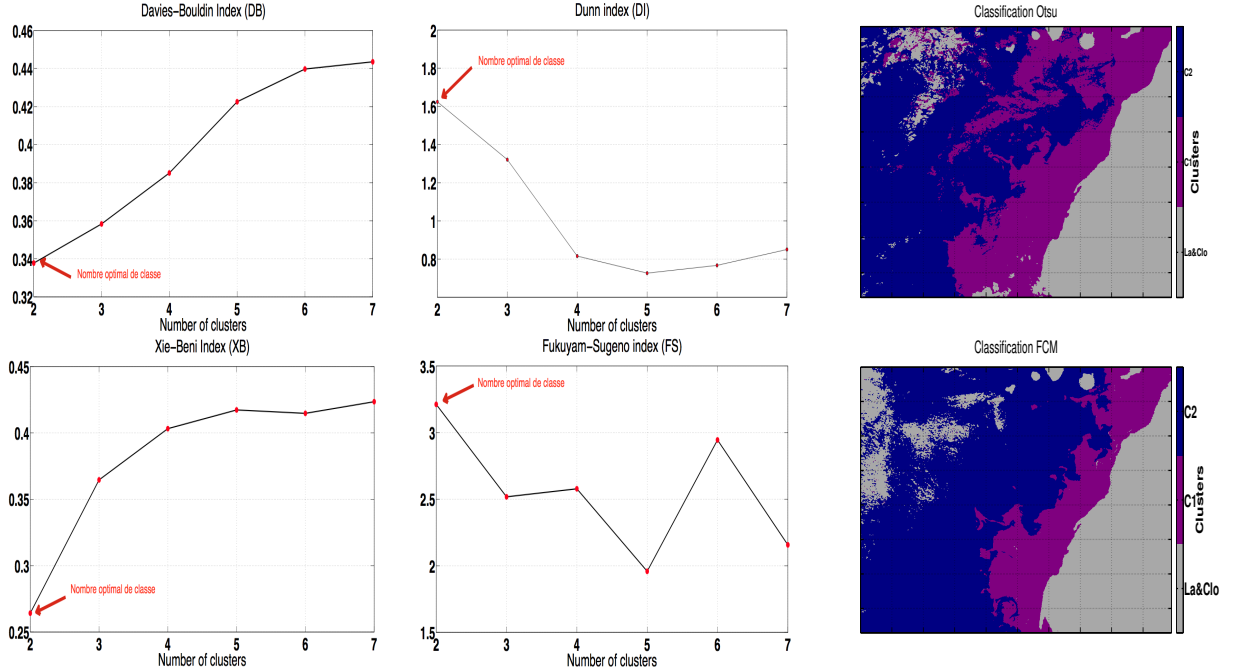 Davies-Bouldin Index (DB)
0.46
0.44
0.42
0.4
0.38
0.36
0.34
0.32
Nombre optimal de classe
2 3 4 5 6 7
Number of clusters
Dunn index (DI)
2
1.8
1.6
1.4
1.2
1
0.8
Nombre optimal de classe
2 3 4 5 6 7
Number of clusters
Classification Otsu
C2
C1
La&Clo
Clusters
Xie-Beni Index (XB)
0.45
0.4
0.35
0.3
0.25
Nombre optimal de classe
2 3 4 5 6 7
Number of clusters
Fukuyam-Sugeno index (FS)
3.5
3
2.5
2
1.5
Nombre optimal de classe
2 3 4 5 6 7
Number of clusters
Classification FCM
C2
C1
La&Clo
Clusters